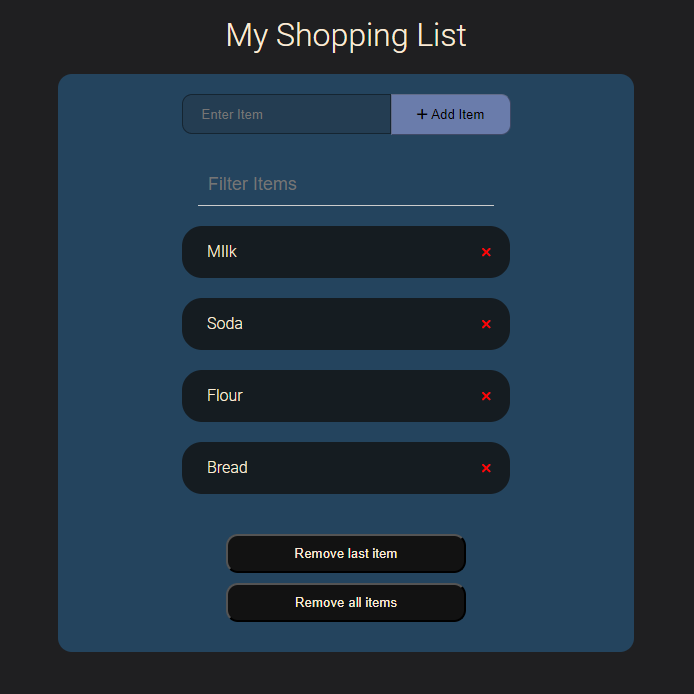 My Shopping List
Enter Item
+ Add Item
Filter Items
MIlk
Soda
Flour
Bread
Remove last item
Remove all items